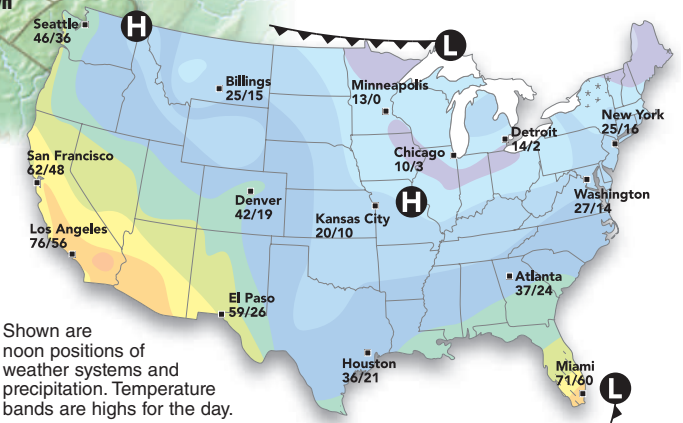 Seattle
46/36
H
L
Billings
25/15
Minneapolis
13/0
New York
25/16
Detroit
14/2
San Francisco
62/48
Chicago
10/3
Washington
27/14
Denver
42/19
Kansas City
20/10
H
Los Angeles
76/56
Atlanta
37/24
El Paso
59/26
Houston
36/21
Miami
71/60
L
Shown are
noon positions of
weather systems and
precipitation. Temperature
bands are highs for the day.